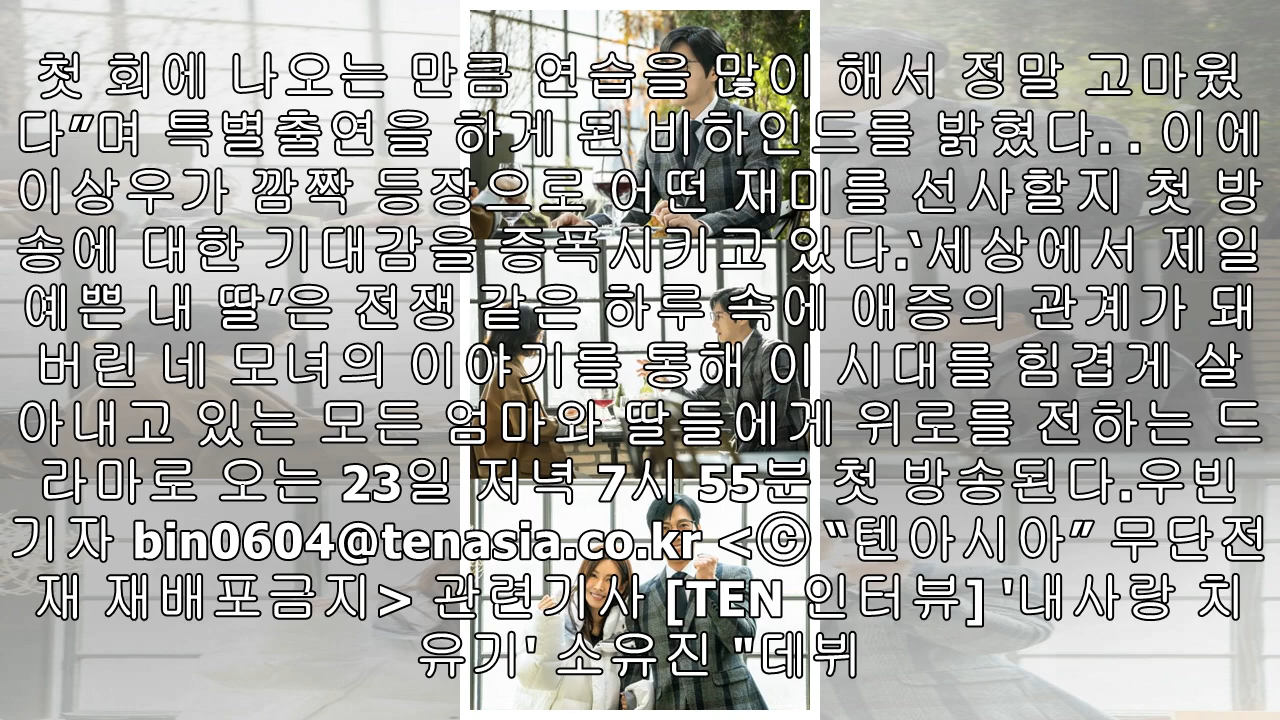 첫 회에 나오는 만큼 연습을 많이 해서 정말 고마웠
다”며 특별출연을 하게 된 비하인드를 밝혔다. . 이에
이상우가 깜짝 등장으로 어떤 재미를 선사할지 첫 방
송에 대한 기대감을 증폭시키고 있다.‘세상에서 제일
예쁜 내 딸’은 전쟁 같은 하루 속에 애증의 관계가 돼
버린 네 모녀의 이야기를 통해 이 시대를 힘겹게 살
아내고 있는 모든 엄마와 딸들에게 위로를 전하는 드
라마로 오는 23일 저녁 7시 55분 첫 방송된다.우빈
기자 bin0604@tenasia.co.kr <ⓒ “텐아시아” 무단전
재 재배포금지> 관련기사 [TEN 인터뷰] '내사랑 치
유기' 소유진 "데뷔